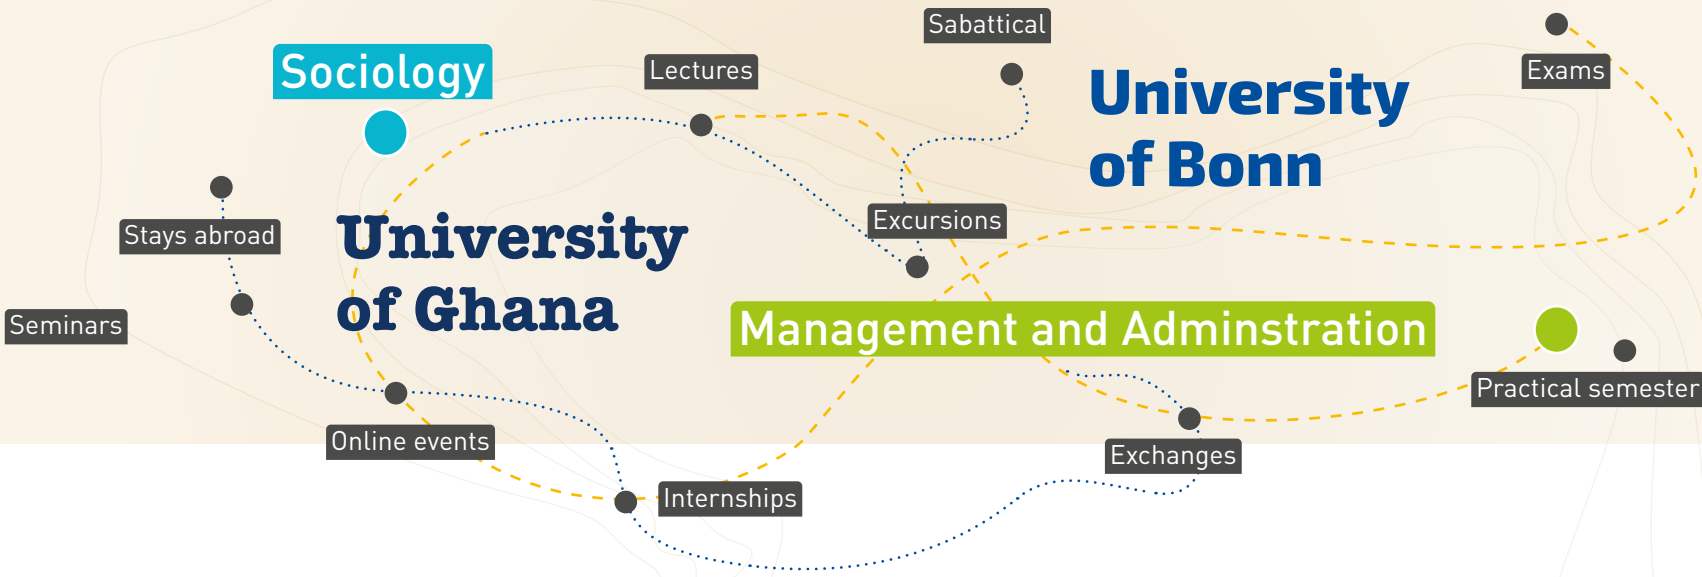 Sabattical
Sociology
Lectures
Exams
University
of Bonn
Stays abroad
Excursions
University
of Ghana
Seminars
Management and Adminstration
Practical semester
Online events
Exchanges
Internships